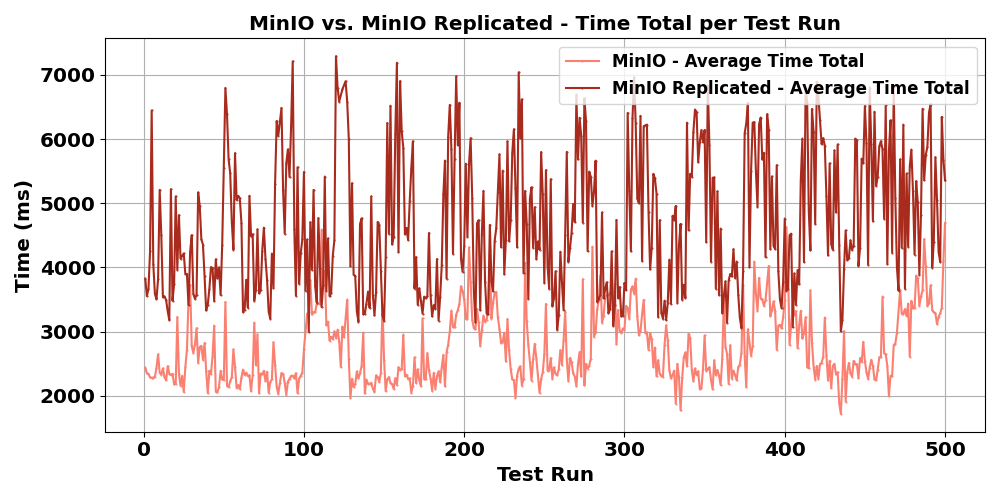 MinIO vs. MinIO Replicated - Time Total per Test Run
MinIO - Average Time Total
MinIO Replicated - Average Time Total
Time (ms)
7000
6000
5000
4000
3000
2000
0 100 200 300 400 500
Test Run